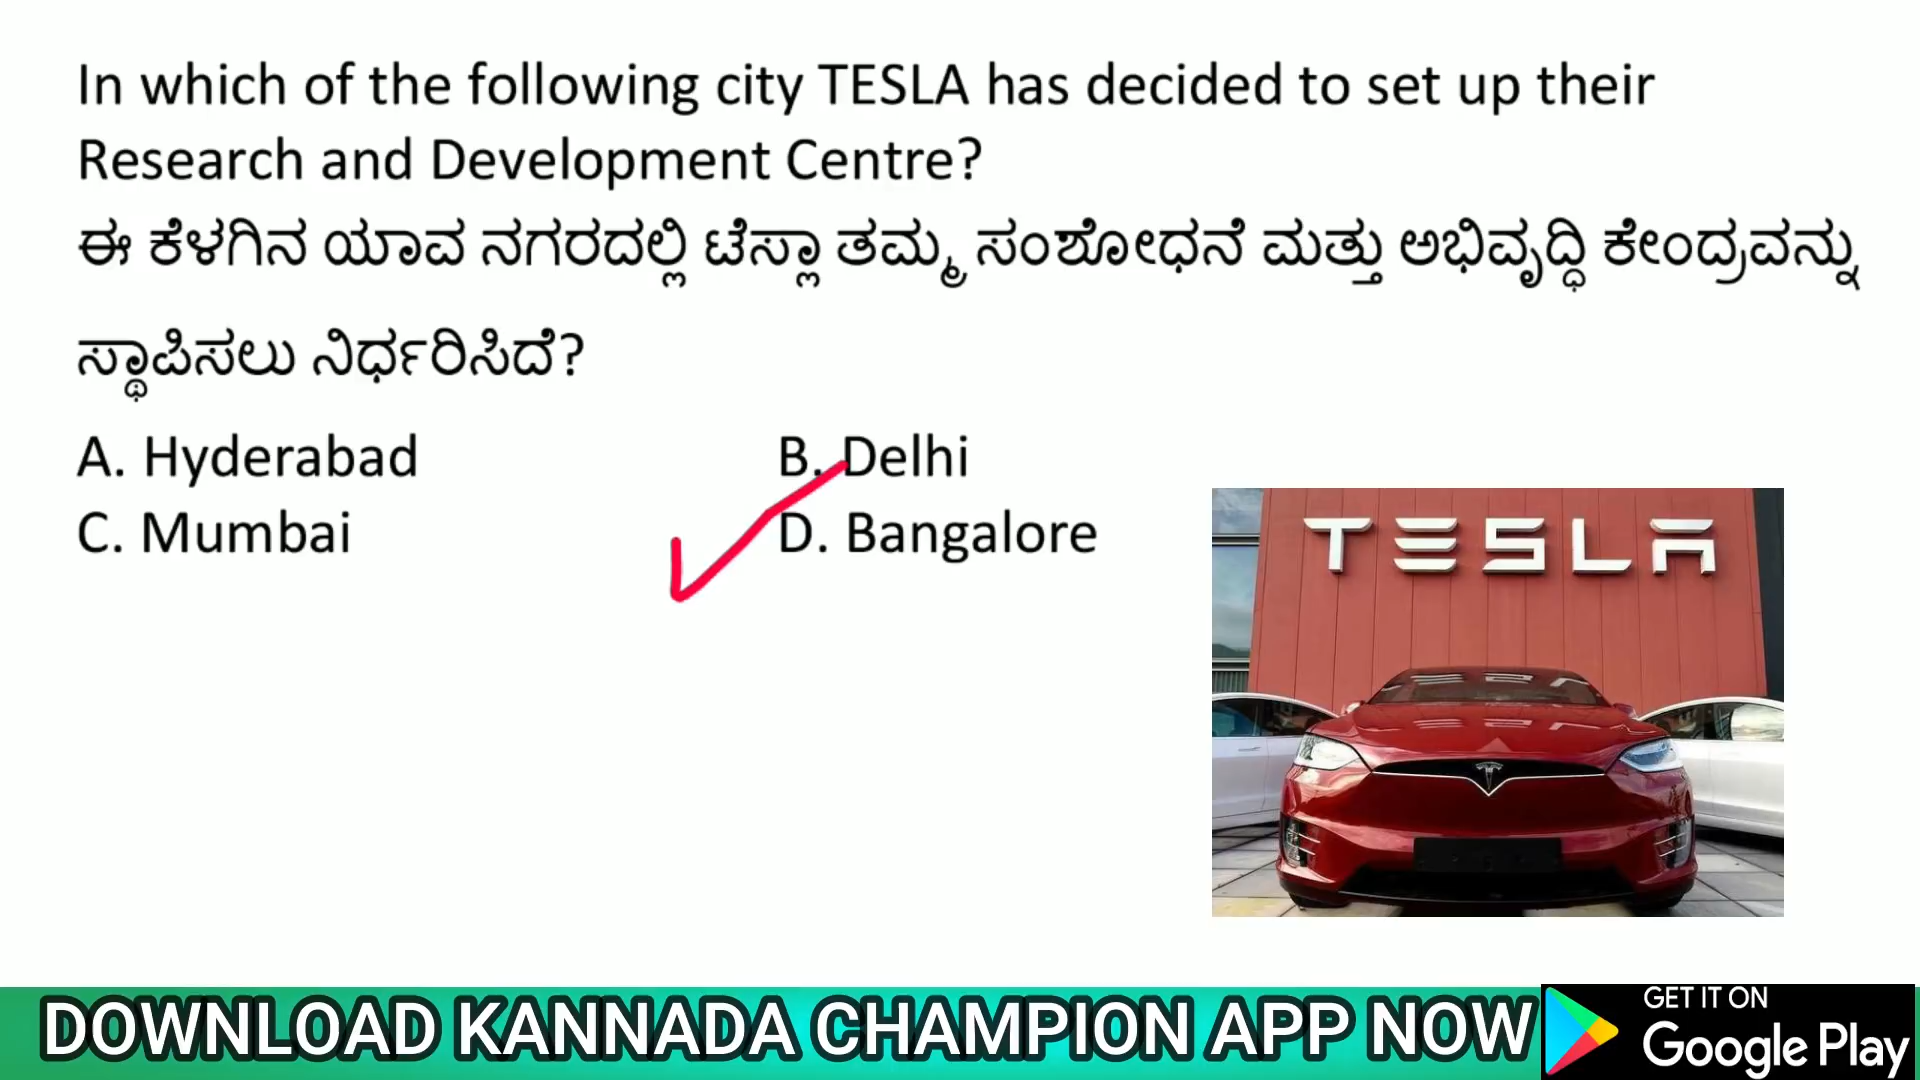 In which of the following city TESLA has decided to set up their
Research and Development Centre?
ಈ ಕೆಳಗಿನ ಯಾವ ನಗರದಲ್ಲಿ ಟೆಸ್ಲಾ ತಮ್ಮ ಸಂಶೋಧನೆ ಮತ್ತು ಅಭಿವೃದ್ಧಿ ಕೇಂದ್ರವನ್ನು
ಸ್ಥಾಪಿಸಲು ನಿರ್ಧರಿಸಿದೆ?
A. Hyderabad B. Delhi
C. Mumbai D. Bangalore
TESLA
DOWNLOAD KANNADA CHAMPION APP NOW
GET IT ON
Google Play